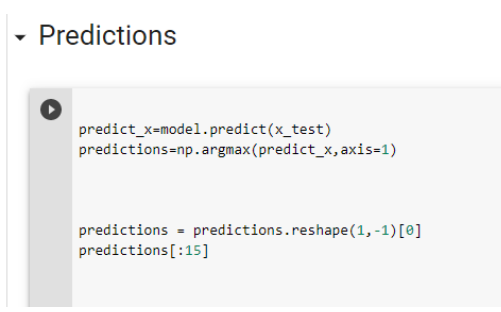 Predictions
predict_x=model.predict(x_test)
predictions=np.argmax(predict_x,axis=1)
predictions = predictions.reshape(1,-1)[0]
predictions[:15]